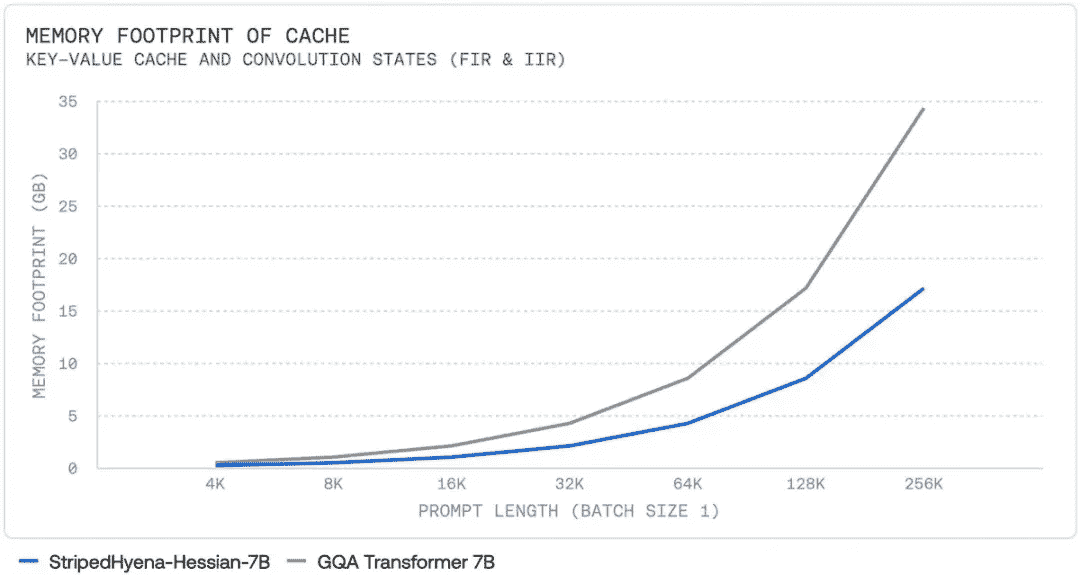 MEMORY FOOTPRINT OF CACHE
KEY-VALUE CACHE AND CONVOLUTION STATES (FIR & IIR)
MEMORY FOOTPRINT (GB)
35
30
25
20
15
10
5
0
4K 8K 16K 32K 64K 128K 256K
PROMPT LENGTH (BATCH SIZE 1)
StripedHyena-Hessian-7B GQA Transformer 7B